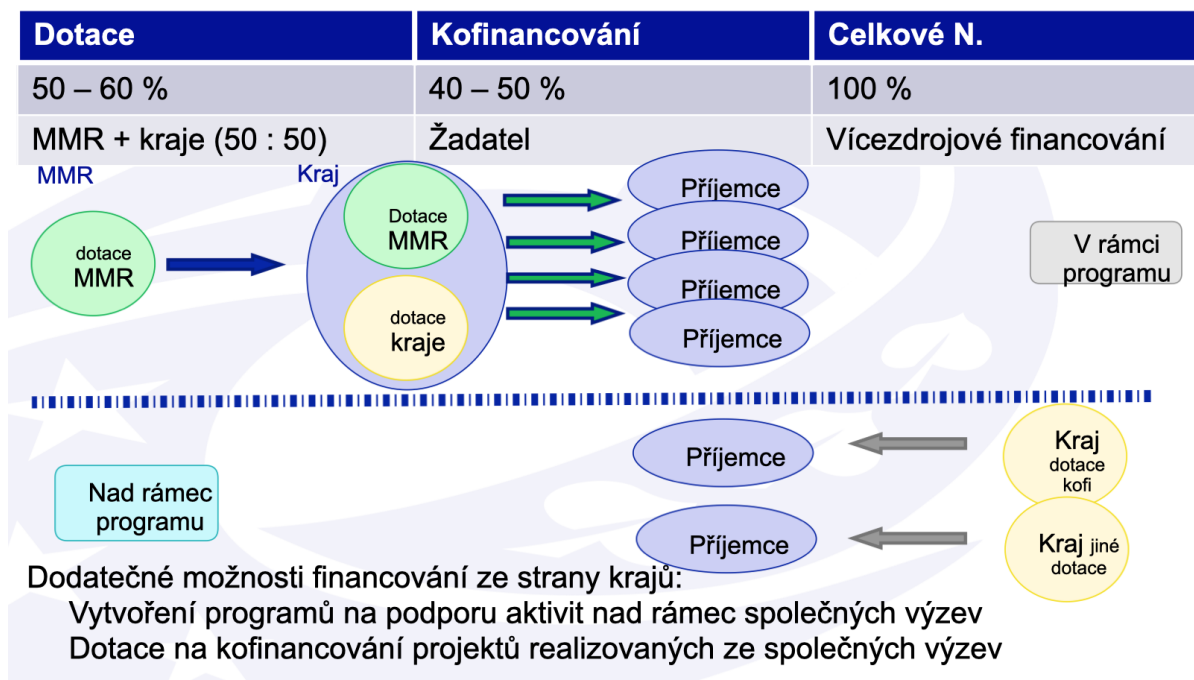 Dotace
Kofinancování
Celkové N.
50 – 60 %
40 – 50 %
100 %
MMR + kraje (50 : 50)
Žadatel
Vícezdrojové financování
MMR
Kraj
dotace
MMR
Dotace
MMR
dotace
kraje
Příjemce
Příjemce
Příjemce
Příjemce
V rámci
programu
Nad rámec
programu
Příjemce
Příjemce
Kraj
dotace
kofi
Kraj jiné
dotace
Dodatečné možnosti financování ze strany krajů:
Vytvoření programů na podporu aktivit nad rámec společných výzev
Dotace na kofinancování projektů realizovaných ze společných výzev